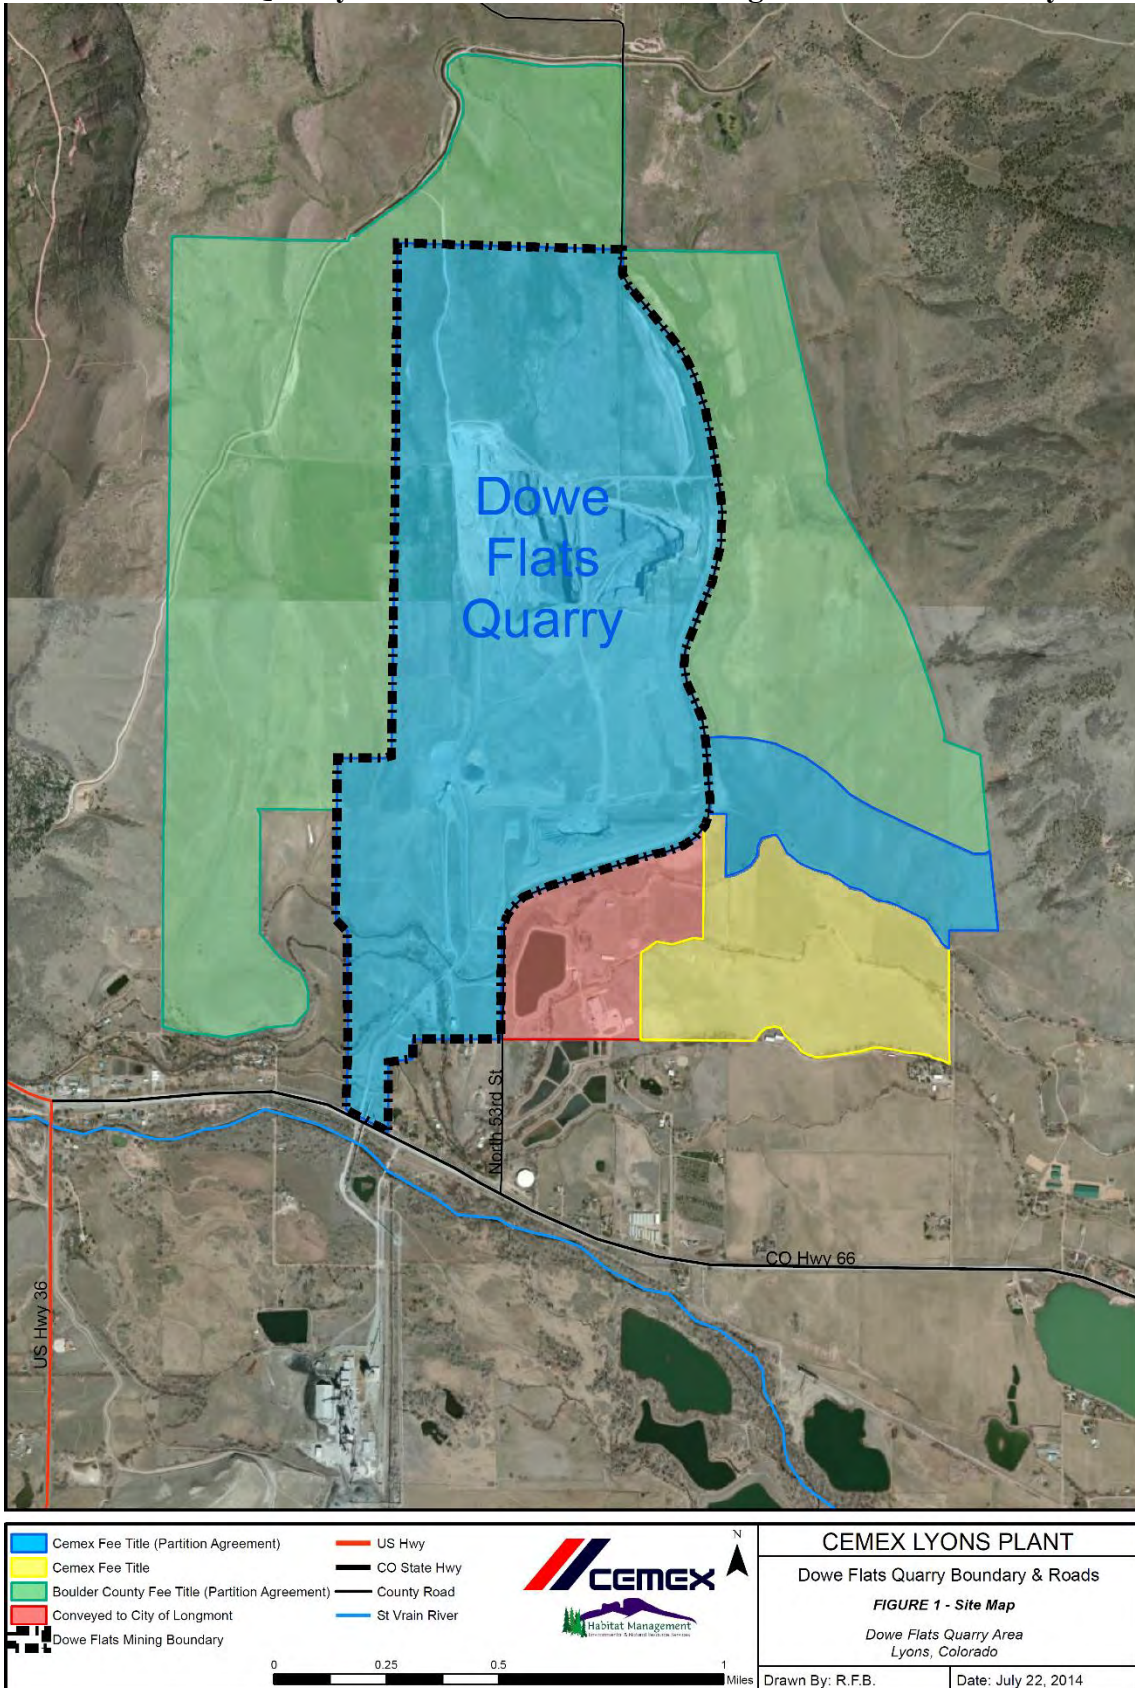 Dowe
Flats
Quarry
North 53rd St
CO Hwy 66
US Hwy 36
Cemex Fee Title (Partition Agreement)
Cemex Fee Title
Boulder County Fee Title (Partition Agreement)
Conveyed to City of Longmont
Dowe Flats Mining Boundary
US Hwy
CO State Hwy
County Road
St Vrain River
CEMEX
Habitat Management
N
0 0.25 0.5 1
Miles
CEMEX LYONS PLANT
Dowe Flats Quarry Boundary & Roads
FIGURE 1 - Site Map
Dowe Flats Quarry Area
Lyons, Colorado
Drawn By: R.F.B.
Date: July 22, 2014